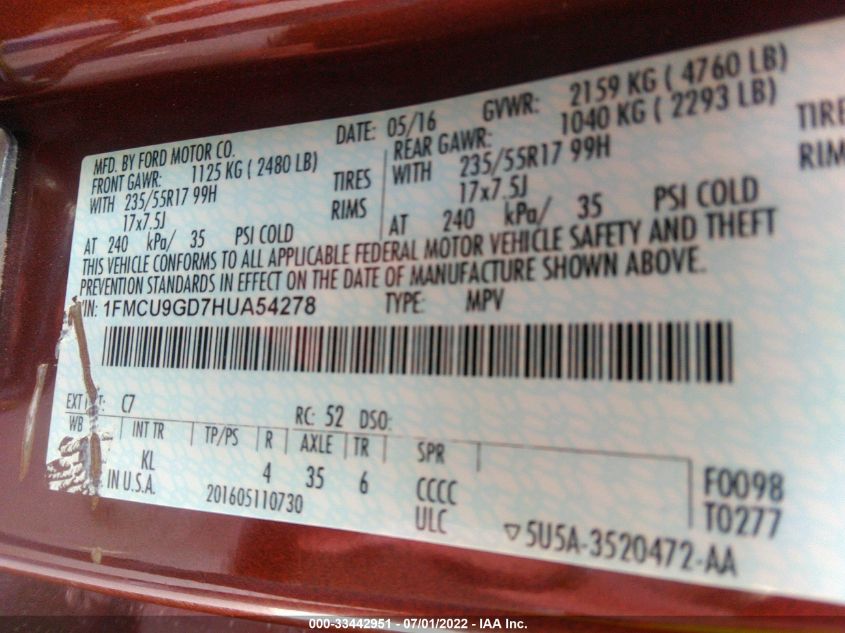 MFD. BY FORD MOTOR CO.
DATE: 05/16 GVWR: 2159 KG ( 4760 LB)
FRONT GAWR: 1125 KG ( 2480 LB)
REAR GAWR: 1040 KG ( 2293 LB)
WITH 235/55R17 99H TIRES
WITH 235/55R17 99H TIRE
17x7.5J RIMS
17x7.5J RIMS
AT 240 kPa/ 35 PSI COLD
AT 240 kPa/ 35 PSI COLD
THIS VEHICLE CONFORMS TO ALL APPLICABLE FEDERAL MOTOR VEHICLE SAFETY AND THEFT
PREVENTION STANDARDS IN EFFECT ON THE DATE OF MANUFACTURE SHOWN ABOVE.
VIN: 1FMCU9GD7HUA54278 TYPE: MPV
EXT C7 RC: 52 DSO:
WB INT TR TP/PS R AXLE TR SPR
KL 4 35 6 CCCC F0098
IN U.S.A. 201605110730 ULC T0277
▽5U5A-3520472-AA
000-33442951 - 07/01/2022 - IAA Inc.